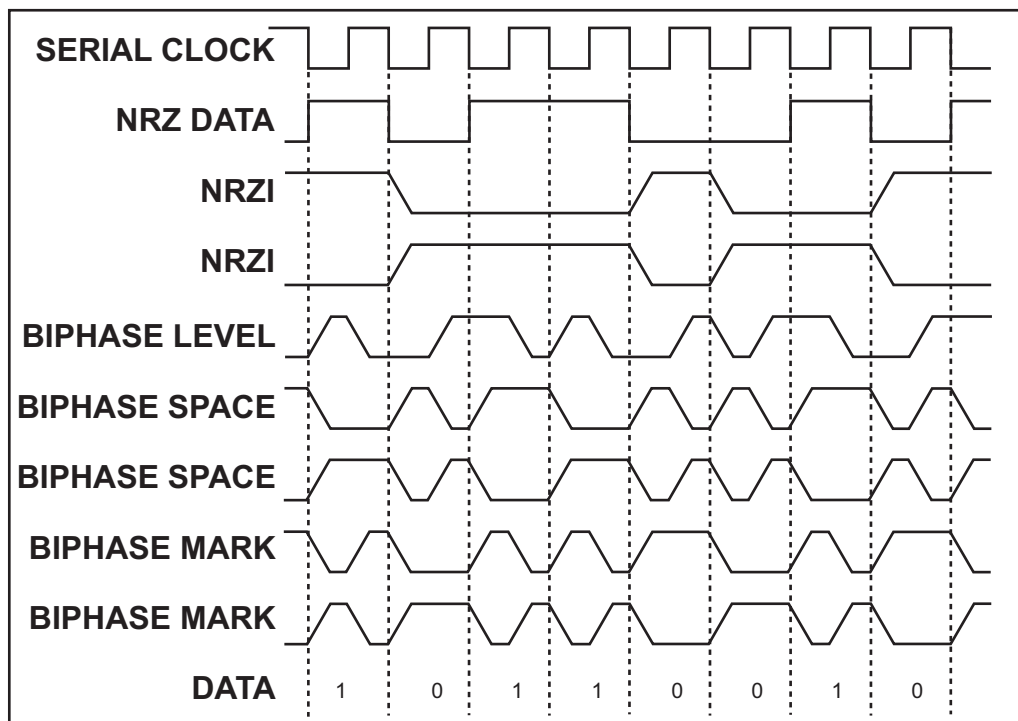 SERIAL CLOCK
NRZ DATA
NRZI
NRZI
BIPHASE LEVEL
BIPHASE SPACE
BIPHASE SPACE
BIPHASE MARK
BIPHASE MARK
DATA 1 0 1 1 0 0 1 0